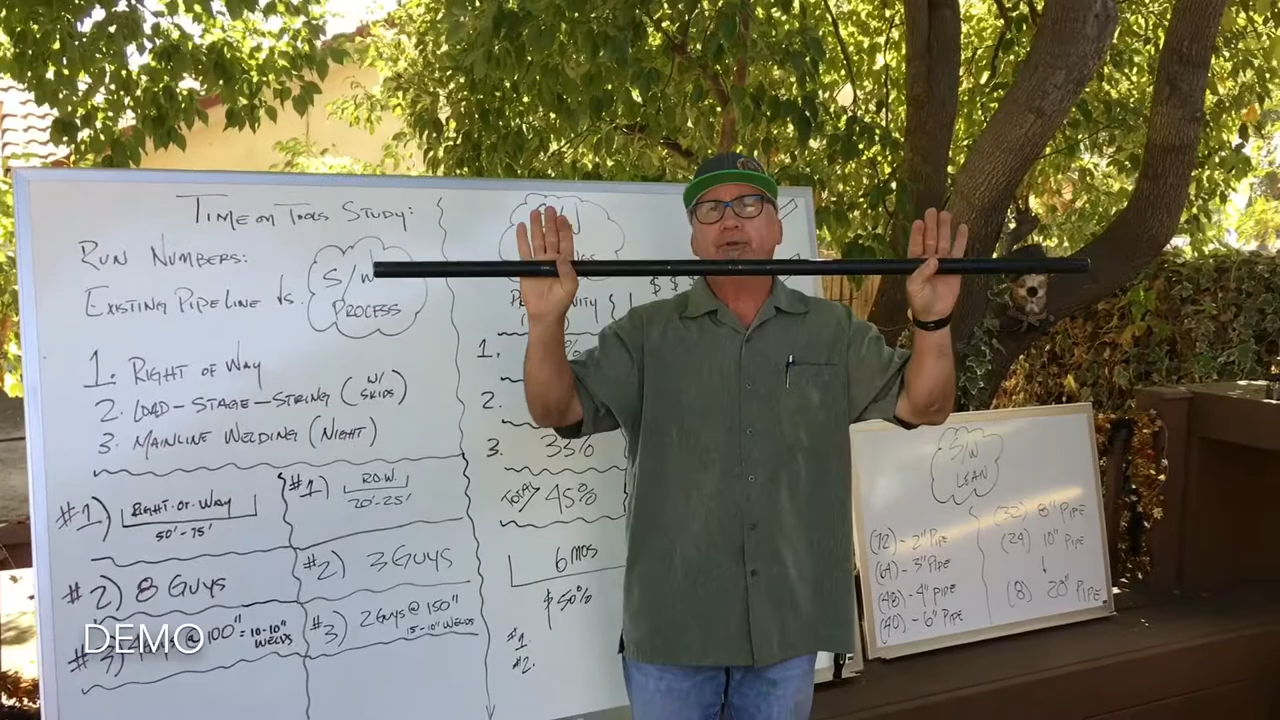 TIME ON TOOLS STUDY:
RUN NUMBERS:
EXISTING PIPELINE VS.
S/W
PROCESS
1. RIGHT OF WAY
2. LOAD-STAGE-STRING (W/ SKIDS)
3. MAINLINE WELDING (NIGHT)
#1) RIGHT-OF-WAY
50'-75'
#1) R.O.W.
20'-25'
#2) 8 GUYS
#2) 3 GUYS
@ 100" = 10-10" WELDS
#3) 2 GUYS @ 150"
15-10" WELDS
$ $ $
1.
2.
3. 35%
TOTAL 45%
6 MOS
$ 50%
#1.
#2.
S/W
LEAN
(72) - 2" PIPE
(64) - 3" PIPE
(48) - 4" PIPE
(40) - 6" PIPE
(32) 8" PIPE
(24) 10" PIPE
(8) 20" PIPE
DEMO